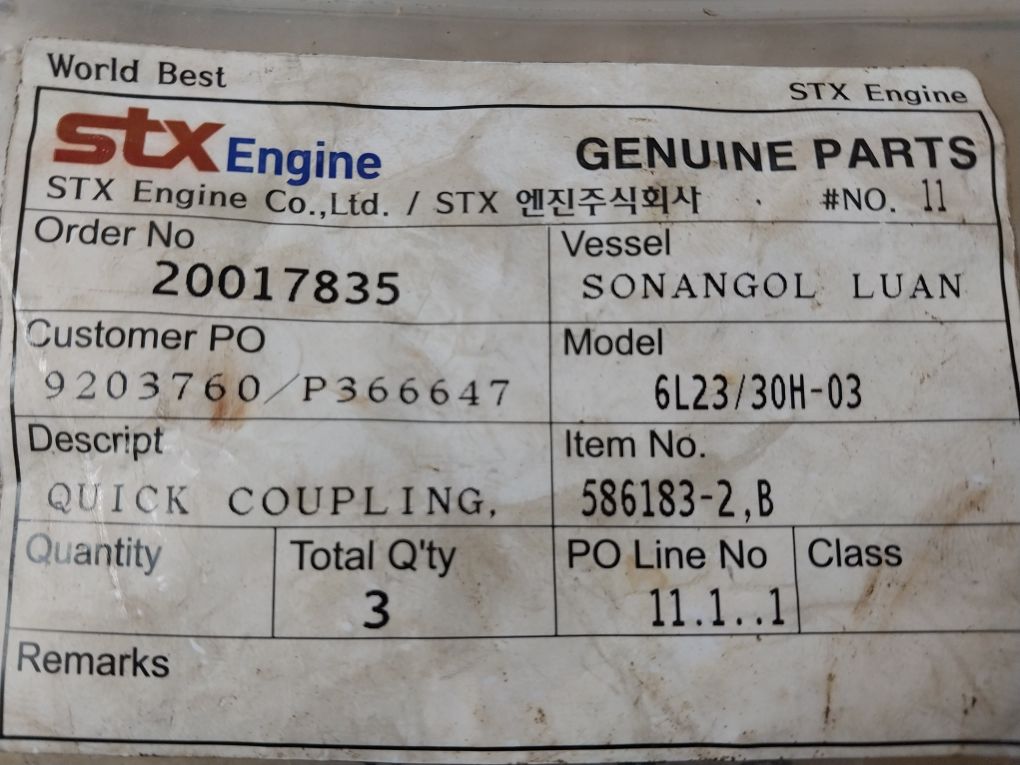 World Best
STX Engine
stx Engine
GENUINE PARTS
STX Engine Co.,Ltd. / STX 엔진주식회사
#NO. 11
Order No
20017835
Vessel
SONANGOL LUAN
Customer PO
9203760/P366647
Model
6L23/30H-03
Descript
QUICK COUPLING,
Item No.
586183-2,B
Quantity
Total Q'ty
3
PO Line No
11.1..1
Class
Remarks